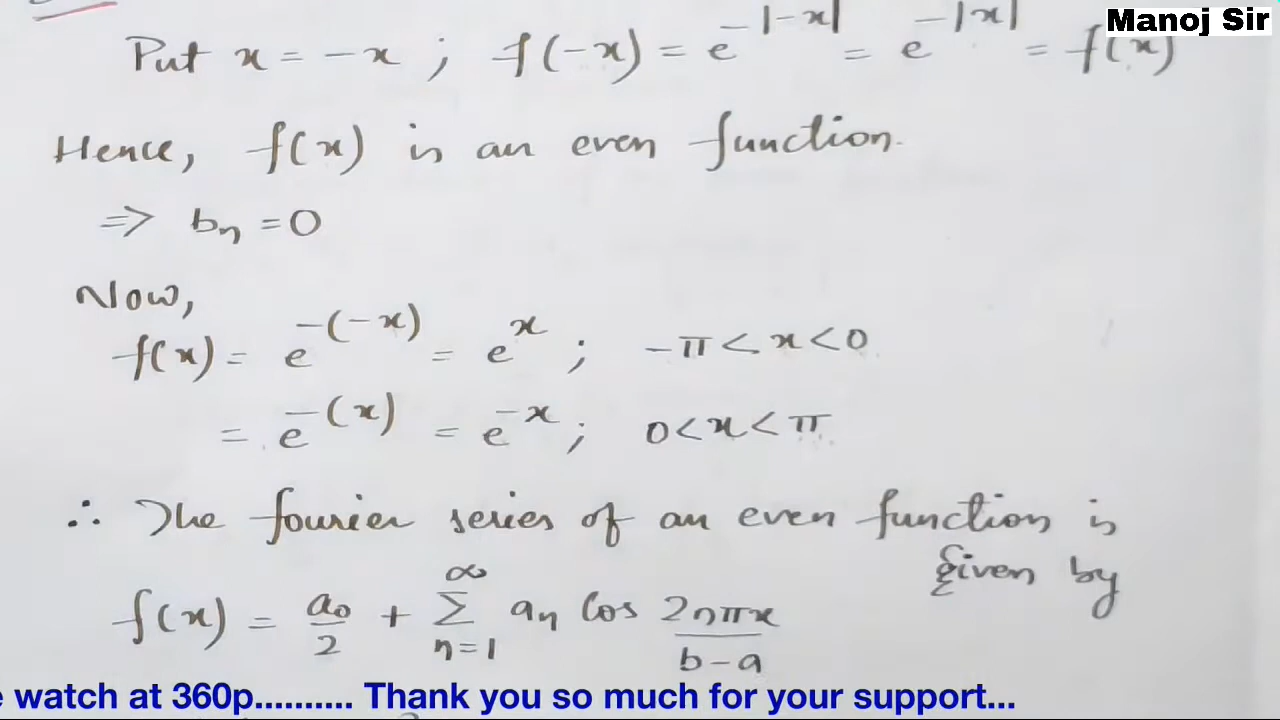 Manoj Sir
Put x = -x ; f(-x) = e^{-|-x|} = e^{-|x|} = f(x)
Hence, f(x) is an even function.
=> bₙ = 0
Now,
f(x) = e^{-(-x)} = e^{x} ; -π < x < 0
= e^{-(x)} = e^{-x} ; 0 < x < π
∴ The fourier series of an even function is
given by
f(x) = a₀/2 + ∑_{n=1}^{∞} aₙ cos 2nπx/(b-a)
watch at 360p.......... Thank you so much for your support...